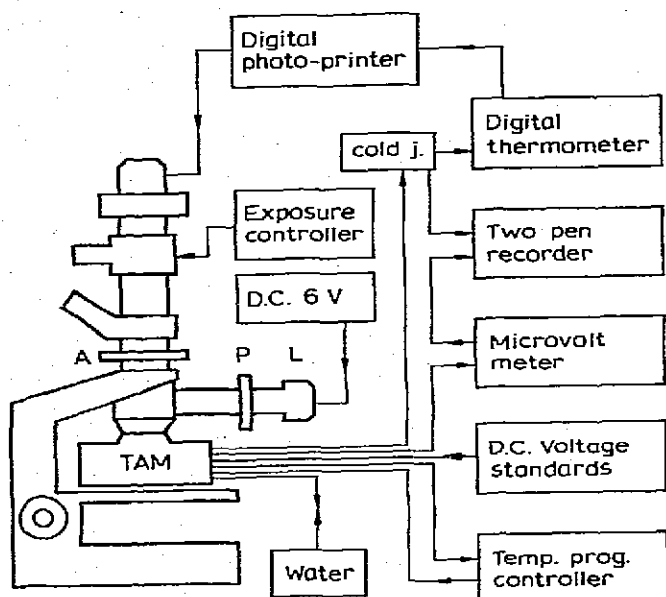 Digital
photo-printer
Digital
thermometer
cold j.
Exposure
controller
Two pen
recorder
D.C. 6 V
Microvolt
meter
A
P
L
TAM
D.C. Voltage
standards
Water
Temp. prog.
controller